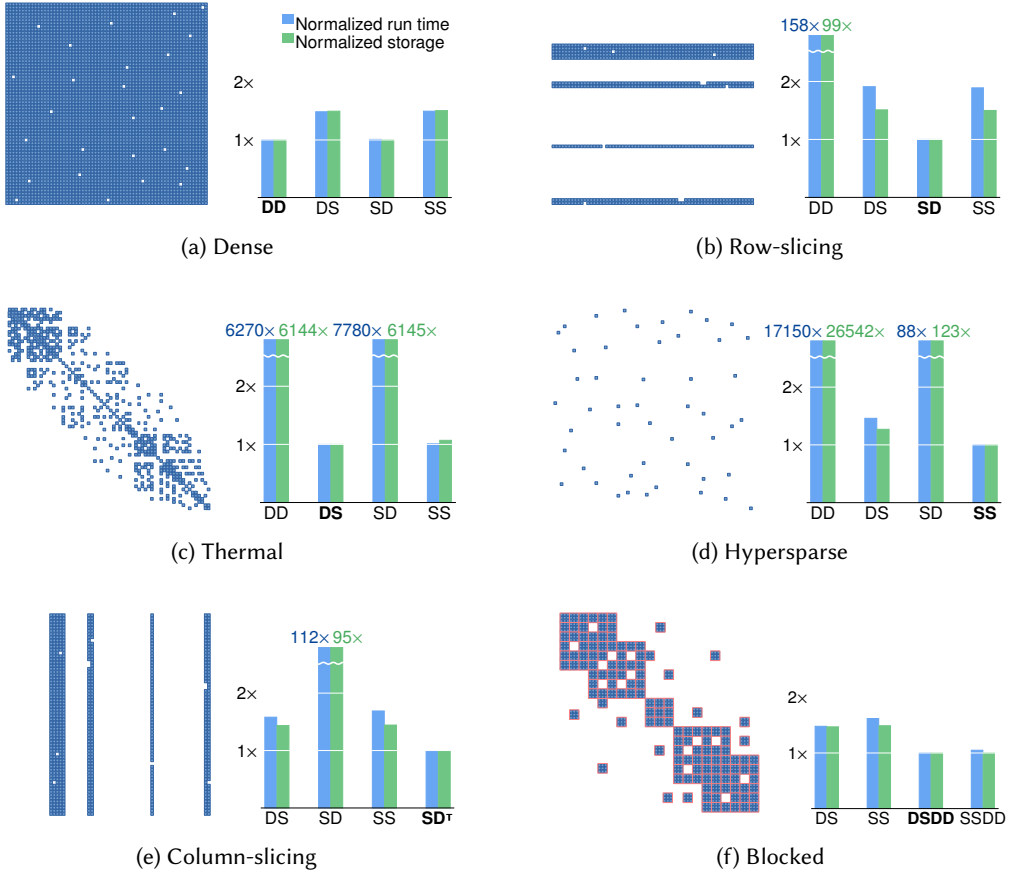 Normalized run time
Normalized storage
2×
1×
DD DS SD SS
(a) Dense
158× 99×
2×
1×
DD DS SD SS
(b) Row-slicing
6270× 6144× 7780× 6145×
2×
1×
DD DS SD SS
(c) Thermal
17150× 26542× 88× 123×
2×
1×
DD DS SD SS
(d) Hypersparse
112× 95×
2×
1×
DS SD SS SDᵀ
(e) Column-slicing
2×
1×
DS SS DSDD SSDD
(f) Blocked